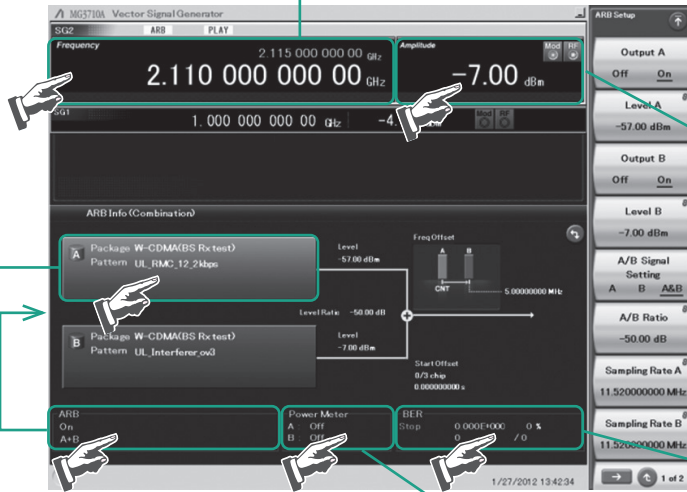 MG3710A Vector Signal Generator
SG2 ARB PLAY
Frequency
2.115 000 000 00 GHz
2.110 000 000 00 GHz
Amplitude
Mod RF
-7.00 dBm
SG1
1. 000 000 000 00 GHz
-4.
Mod RF
ARB Info (Combination)
A
Package W-CDMA(BS Rx test)
Pattern UL_RMC_12_2kbps
Level
-57.00 dBm
Freq Offset
A B
CNT
5.00000000 MHz
Level Ratio -50.00 dB
B
Package W-CDMA(BS Rx test)
Pattern UL_Interferer_ov3
Level
-7.00 dBm
Start Offset
0/3 chip
0.000000000 s
ARB
On
A+B
Power Meter
A : Off
B : Off
BER
Stop 0.000E+000 0 %
0 / 0
1/27/2012 13:42:34
ARB Setup
Output A
Off On
Level A
-57.00 dBm
Output B
Off On
Level B
-7.00 dBm
A/B Signal
Setting
A B A&B
A/B Ratio
-50.00 dB
Sampling Rate A
11.520000000 MHz
Sampling Rate B
11.520000000 MHz
1 of 2